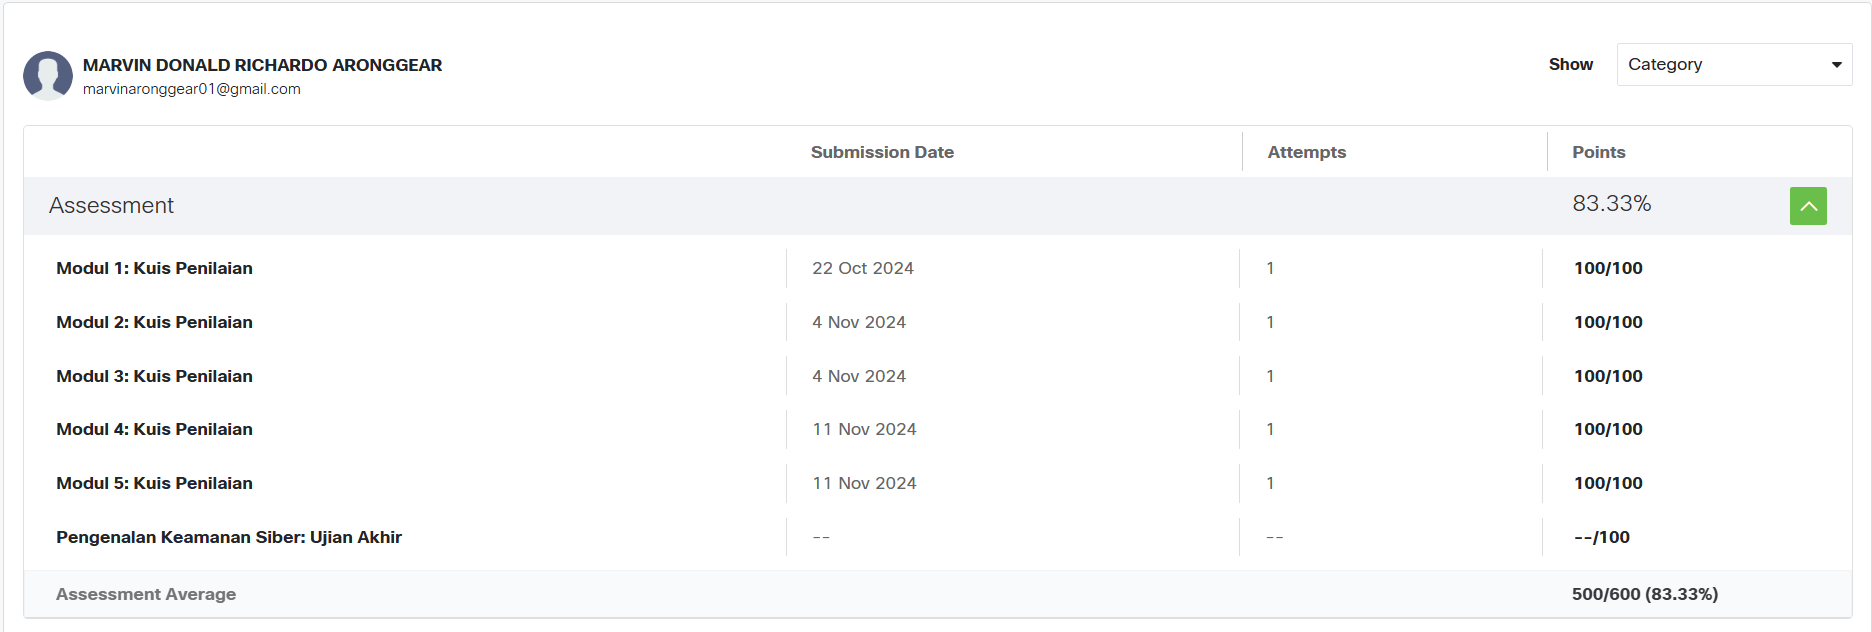 MARVIN DONALD RICHARDO ARONGGEAR
marvinaronggear01@gmail.com
Show Category
Submission Date Attempts Points
Assessment 83.33%
Modul 1: Kuis Penilaian 22 Oct 2024 1 100/100
Modul 2: Kuis Penilaian 4 Nov 2024 1 100/100
Modul 3: Kuis Penilaian 4 Nov 2024 1 100/100
Modul 4: Kuis Penilaian 11 Nov 2024 1 100/100
Modul 5: Kuis Penilaian 11 Nov 2024 1 100/100
Pengenalan Keamanan Siber: Ujian Akhir -- -- --/100
Assessment Average 500/600 (83.33%)